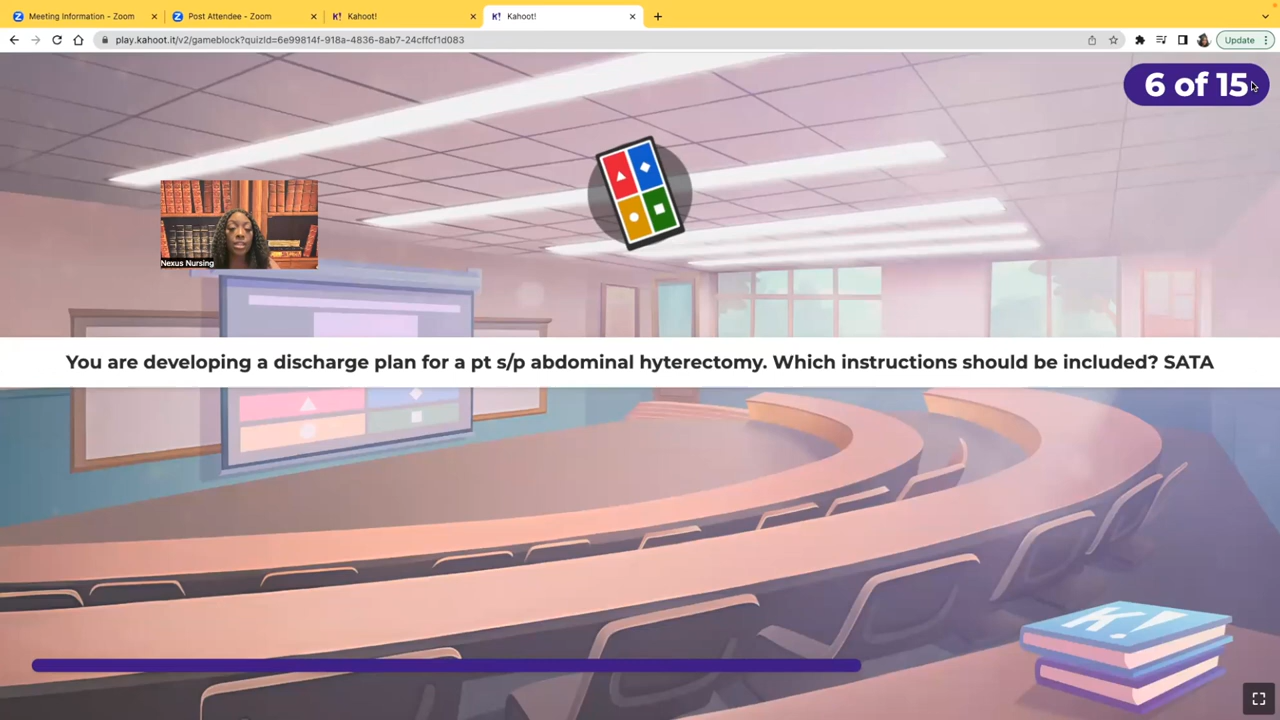 Meeting Information - Zoom
Post Attendee - Zoom
K! Kahoot!
K! Kahoot!
play.kahoot.it/v2/gameblock?quizId=6e99814f-918a-4836-8ab7-24cffcf1d083
Update
6 of 15
Nexus Nursing
You are developing a discharge plan for a pt s/p abdominal hyterectomy. Which instructions should be included? SATA
K!